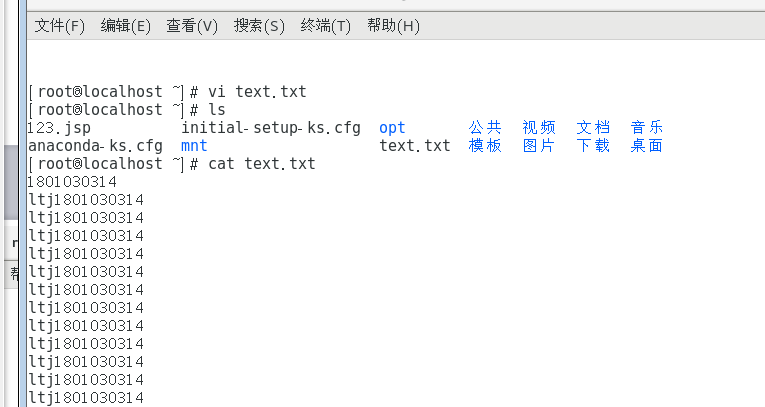 文件(F) 编辑(E) 查看(V) 搜索(S) 终端(T) 帮助(H)
[root@localhost ~]# vi text.txt
[root@localhost ~]# ls
123.jsp initial-setup-ks.cfg opt 公共 视频 文档 音乐
anaconda-ks.cfg mnt text.txt 模板 图片 下载 桌面
[root@localhost ~]# cat text.txt
1801030314
ltj1801030314
ltj1801030314
ltj1801030314
ltj1801030314
ltj1801030314
ltj1801030314
ltj1801030314
ltj1801030314
ltj1801030314
ltj1801030314
ltj1801030314
ltj1801030314